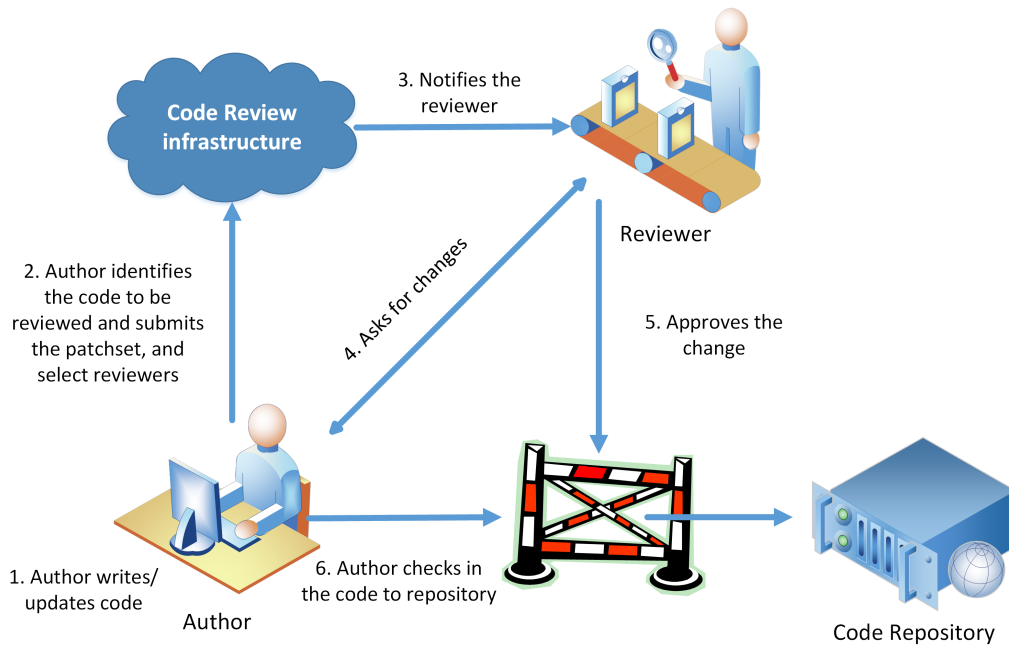 Code Review
infrastructure
3. Notifies the
reviewer
Reviewer
2. Author identifies
the code to be
reviewed and submits
the patchset, and
select reviewers
4. Asks for changes
5. Approves the
change
1. Author writes/
updates code
Author
6. Author checks in
the code to repository
Code Repository